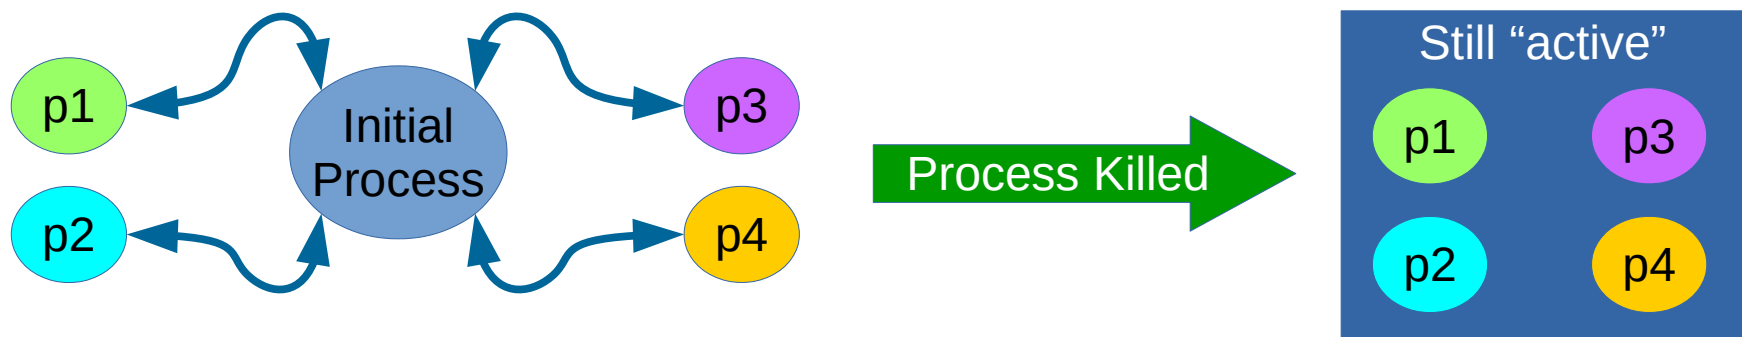 p1
p2
Initial
Process
p3
p4
Process Killed
Still “active”
p1
p3
p2
p4